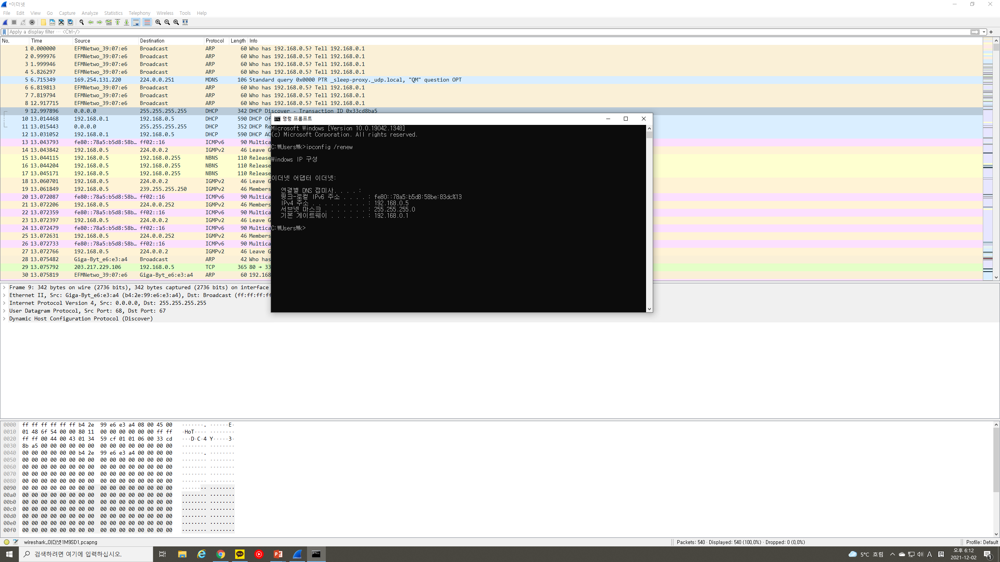 *이더넷
File Edit View Go Capture Analyze Statistics Telephony Wireless Tools Help
Apply a display filter ... <Ctrl-/>
No. Time Source Destination Protocol Length Info
1 0.000000 EFMNetwo_39:07:e6 Broadcast ARP 60 Who has 192.168.0.5? Tell 192.168.0.1
2 0.999976 EFMNetwo_39:07:e6 Broadcast ARP 60 Who has 192.168.0.5? Tell 192.168.0.1
3 1.999946 EFMNetwo_39:07:e6 Broadcast ARP 60 Who has 192.168.0.5? Tell 192.168.0.1
4 5.826297 EFMNetwo_39:07:e6 Broadcast ARP 60 Who has 192.168.0.5? Tell 192.168.0.1
5 6.715349 169.254.131.220 224.0.0.251 MDNS 106 Standard query 0x0000 PTR _sleep-proxy._udp.local, "QM" question OPT
6 6.819813 EFMNetwo_39:07:e6 Broadcast ARP 60 Who has 192.168.0.5? Tell 192.168.0.1
7 7.819794 EFMNetwo_39:07:e6 Broadcast ARP 60 Who has 192.168.0.5? Tell 192.168.0.1
8 12.917715 EFMNetwo_39:07:e6 Broadcast ARP 60 Who has 192.168.0.5? Tell 192.168.0.1
9 12.997896 0.0.0.0 255.255.255.255 DHCP 342 DHCP Discover - Transaction ID 0x33cd8ba5
10 13.014468 192.168.0.1 192.168.0.5 DHCP 590 DHCP Of
11 13.015443 0.0.0.0 255.255.255.255 DHCP 352 DHCP Re
12 13.031052 192.168.0.1 192.168.0.5 DHCP 590 DHCP AC
13 13.043793 fe80::78a5:b5d8:58b… ff02::16 ICMPv6 90 Multica
14 13.043842 192.168.0.5 224.0.0.2 IGMPv2 46 Leave G
15 13.044115 192.168.0.5 192.168.0.255 NBNS 110 Release
16 13.044204 192.168.0.5 192.168.0.255 NBNS 110 Release
17 13.045171 192.168.0.5 192.168.0.255 NBNS 110 Release
18 13.060701 192.168.0.5 224.0.0.2 IGMPv2 46 Leave G
19 13.061849 192.168.0.5 239.255.255.250 IGMPv2 46 Members
20 13.072087 fe80::78a5:b5d8:58b… ff02::16 ICMPv6 90 Multica
21 13.072206 192.168.0.5 224.0.0.252 IGMPv2 46 Members
22 13.072359 fe80::78a5:b5d8:58b… ff02::16 ICMPv6 90 Multica
23 13.072397 192.168.0.5 224.0.0.2 IGMPv2 46 Leave G
24 13.072479 fe80::78a5:b5d8:58b… ff02::16 ICMPv6 90 Multica
25 13.072631 192.168.0.5 224.0.0.252 IGMPv2 46 Members
26 13.072733 fe80::78a5:b5d8:58b… ff02::16 ICMPv6 90 Multica
27 13.072766 192.168.0.5 224.0.0.2 IGMPv2 46 Leave G
28 13.075482 Giga-Byt_e6:e3:a4 Broadcast ARP 42 Who has
29 13.075792 203.217.229.106 192.168.0.5 TCP 365 80 → 33
30 13.075819 EFMNetwo_39:07:e6 Giga-Byt_e6:e3:a4 ARP 60 192.168
명령 프롬프트
Microsoft Windows [Version 10.0.19042.1348]
(c) Microsoft Corporation. All rights reserved.
C:\Users\k>ipconfig /renew
Windows IP 구성
이더넷 어댑터 이더넷:
연결별 DNS 접미사. . . . :
링크-로컬 IPv6 주소 . . . . : fe80::78a5:b5d8:58be:83dc%13
IPv4 주소 . . . . . . . . . : 192.168.0.5
서브넷 마스크 . . . . . . . : 255.255.255.0
기본 게이트웨이 . . . . . . : 192.168.0.1
C:\Users\k>
Frame 9: 342 bytes on wire (2736 bits), 342 bytes captured (2736 bits) on interface
Ethernet II, Src: Giga-Byt_e6:e3:a4 (b4:2e:99:e6:e3:a4), Dst: Broadcast (ff:ff:ff:ff
Internet Protocol Version 4, Src: 0.0.0.0, Dst: 255.255.255.255
User Datagram Protocol, Src Port: 68, Dst Port: 67
Dynamic Host Configuration Protocol (Discover)
0000 ff ff ff ff ff ff b4 2e 99 e6 e3 a4 08 00 45 00 ·······. ······E·
0010 01 48 6f 54 00 00 80 11 00 00 00 00 00 00 ff ff ·HoT···· ········
0020 ff ff 00 44 00 43 01 34 59 cf 01 01 06 00 33 cd ···D·C·4 Y·····3·
0030 8b a5 00 00 00 00 00 00 00 00 00 00 00 00 00 00 ········ ········
0040 00 00 00 00 00 00 b4 2e 99 e6 e3 a4 00 00 00 00 ·······. ········
0050 00 00 00 00 00 00 00 00 00 00 00 00 00 00 00 00 ········ ········
0060 00 00 00 00 00 00 00 00 00 00 00 00 00 00 00 00 ········ ········
0070 00 00 00 00 00 00 00 00 00 00 00 00 00 00 00 00 ········ ········
0080 00 00 00 00 00 00 00 00 00 00 00 00 00 00 00 00 ········ ········
0090 00 00 00 00 00 00 00 00 00 00 00 00 00 00 00 00 ········ ········
00a0 00 00 00 00 00 00 00 00 00 00 00 00 00 00 00 00 ········ ········
00b0 00 00 00 00 00 00 00 00 00 00 00 00 00 00 00 00 ········ ········
00c0 00 00 00 00 00 00 00 00 00 00 00 00 00 00 00 00 ········ ········
00d0 00 00 00 00 00 00 00 00 00 00 00 00 00 00 00 00 ········ ········
00e0 00 00 00 00 00 00 00 00 00 00 00 00 00 00 00 00 ········ ········
00f0 00 00 00 00 00 00 00 00 00 00 00 00 00 00 00 00 ········ ········
wireshark_이더넷1M9SD1.pcapng Packets: 540 · Displayed: 540 (100.0%) · Dropped: 0 (0.0%) Profile: Default
검색하려면 여기에 입력하십시오. TALK 5°C 흐림 A 한 오후 6:12
2021-12-02 1